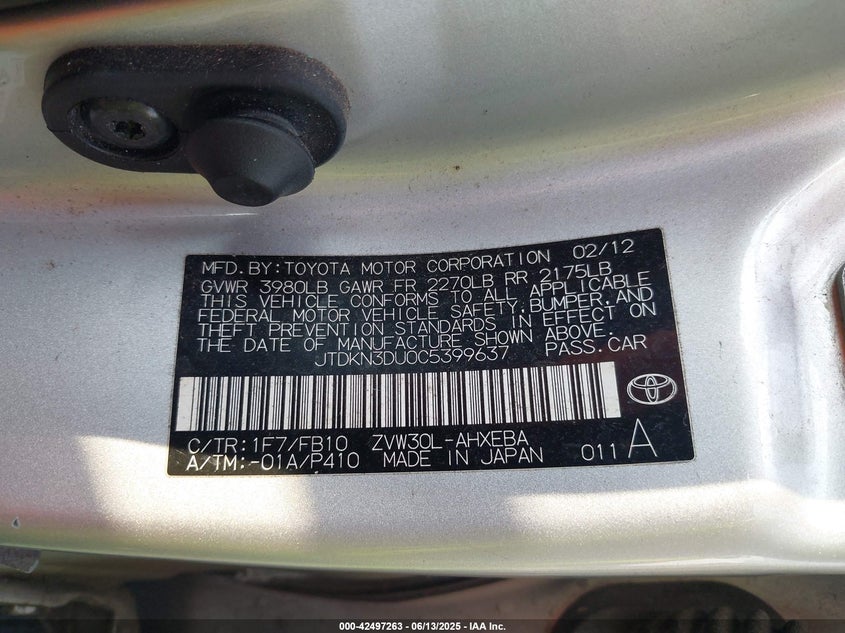 MFD. BY: TOYOTA MOTOR CORPORATION 02/12
GVWR 3980LB GAWR FR 2270LB RR 2175LB
THIS VEHICLE CONFORMS TO ALL APPLICABLE
FEDERAL MOTOR VEHICLE SAFETY, BUMPER, AND
THEFT PREVENTION STANDARDS IN EFFECT ON
THE DATE OF MANUFACTURE SHOWN ABOVE.
JTDKN3DU0C5399637 PASS. CAR
C/TR: 1F7/FB10 ZVW30L-AHXEBA
A/TM: -01A/P410 MADE IN JAPAN 011 A
000-42497263 - 06/13/2025 - IAA Inc.